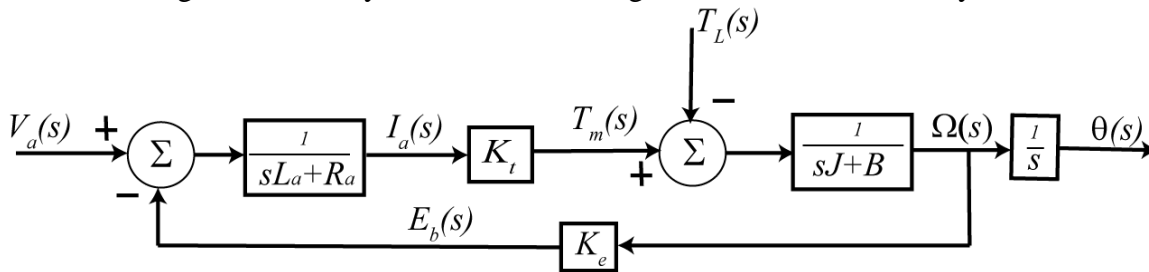 T_L(s)
V_a(s) + Σ 1/(sL_a+R_a) I_a(s) K_t T_m(s) + − Σ 1/(sJ+B) Ω(s) 1/s θ(s)
−
E_b(s) K_e